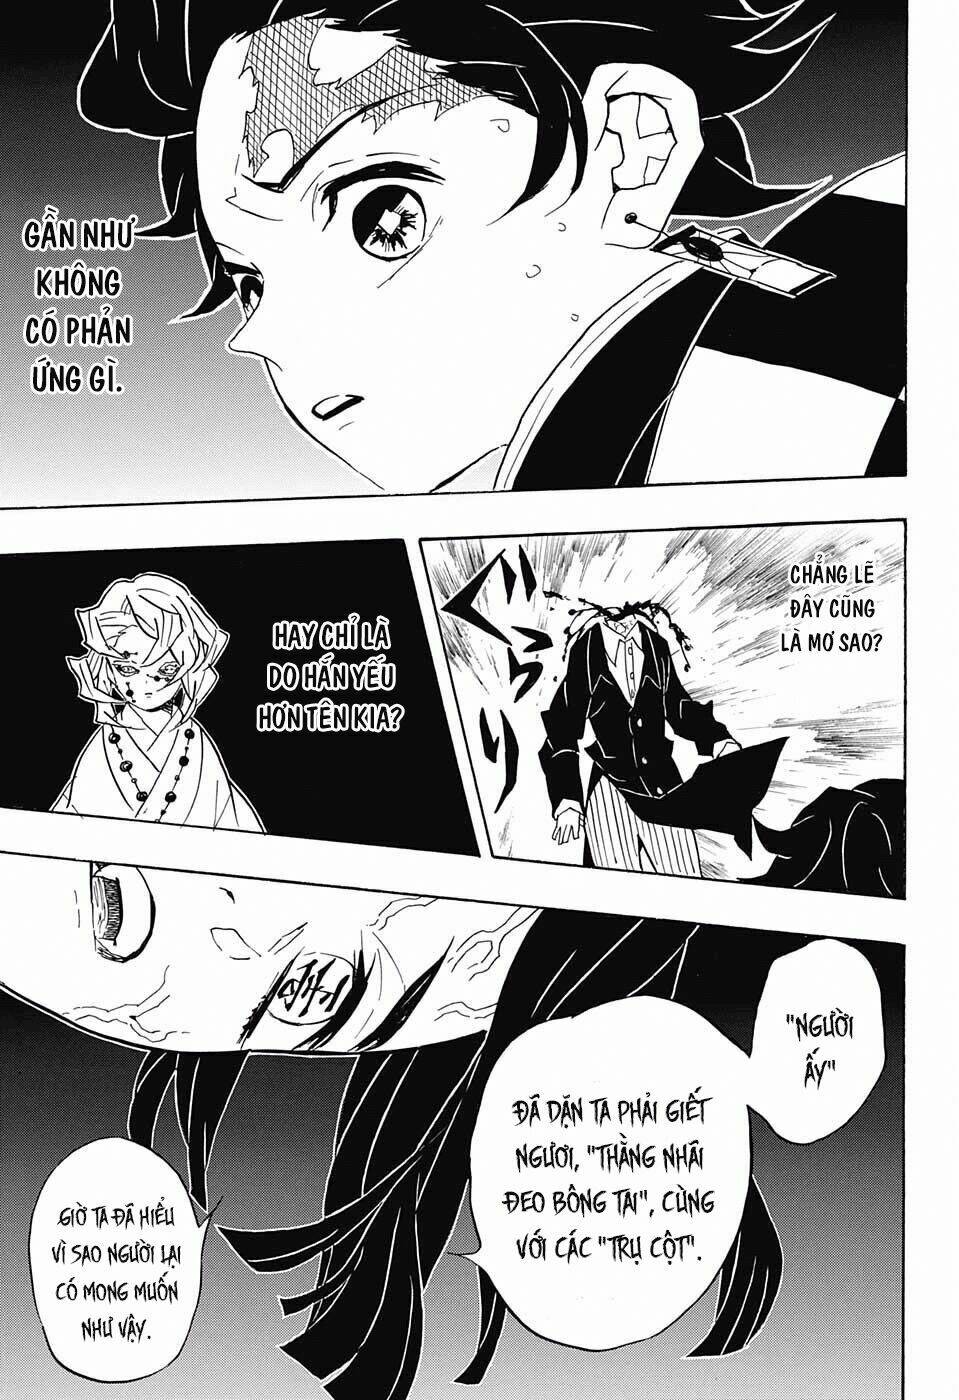 GẦN NHƯ
KHÔNG
CÓ PHẢN
ỨNG GÌ.
CHẲNG LẼ
ĐÂY CŨNG
LÀ MƠ SAO?
HAY CHỈ LÀ
DO HẮN YẾU
HƠN TÊN KIA?
"NGƯỜI
ẤY"
ĐÃ DẶN TA PHẢI GIẾT
NGƯƠI, "THẰNG NHÃI
ĐEO BÔNG TAI", CÙNG
VỚI CÁC "TRỤ CỘT".
GIỜ TA ĐÃ HIỂU
VÌ SAO NGƯỜI LẠI
CÓ MONG MUỐN
NHƯ VẬY.